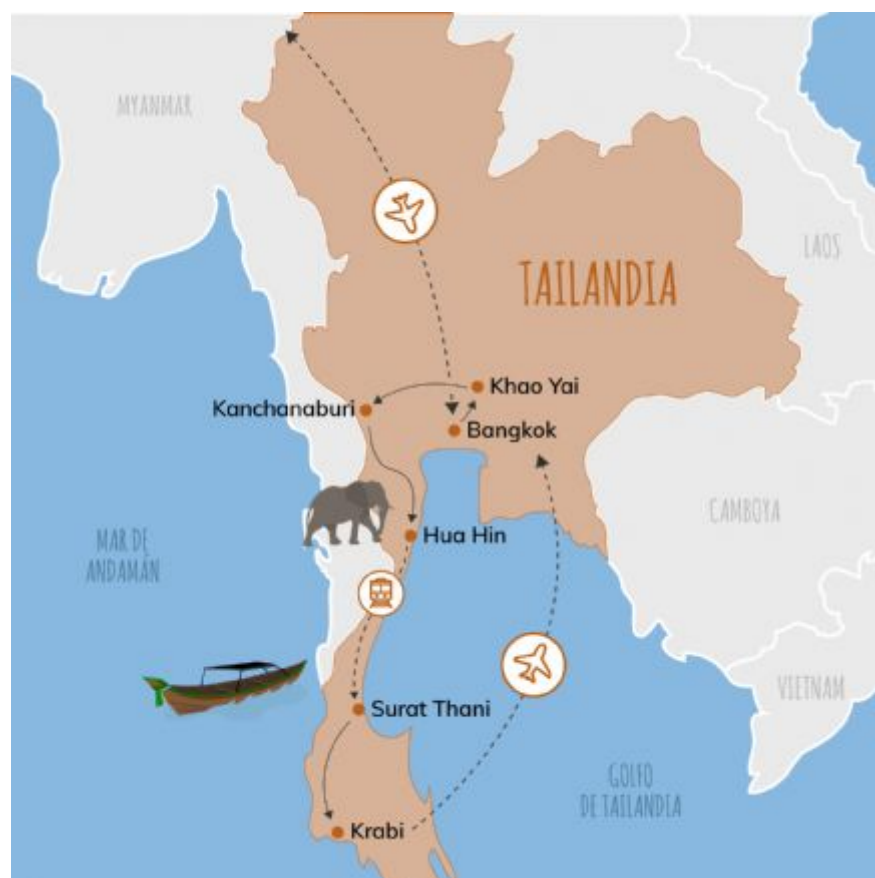 MYANMAR
LAOS
TAILANDIA
Khao Yai
Kanchanaburi
Bangkok
CAMBOYA
Hua Hin
MAR DE
ANDAMÁN
VIETNAM
Surat Thani
GOLFO
DE TAILANDIA
Krabi